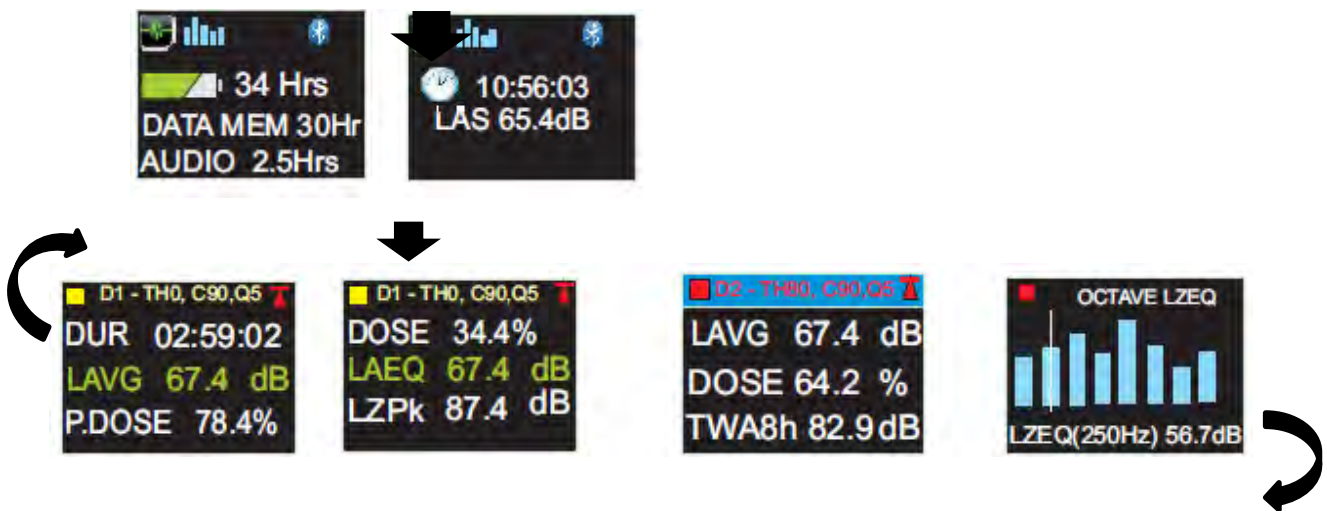 34 Hrs
DATA MEM 30Hr
AUDIO 2.5Hrs
10:56:03
LAS 65.4dB
D1 - TH0, C90,Q5
DUR 02:59:02
LAVG 67.4 dB
P.DOSE 78.4%
D1 - TH0, C90,Q5
DOSE 34.4%
LAEQ 67.4 dB
LZPk 87.4 dB
D2 - TH80, C90,Q5
LAVG 67.4 dB
DOSE 64.2 %
TWA8h 82.9 dB
OCTAVE LZEQ
LZEQ(250Hz) 56.7dB